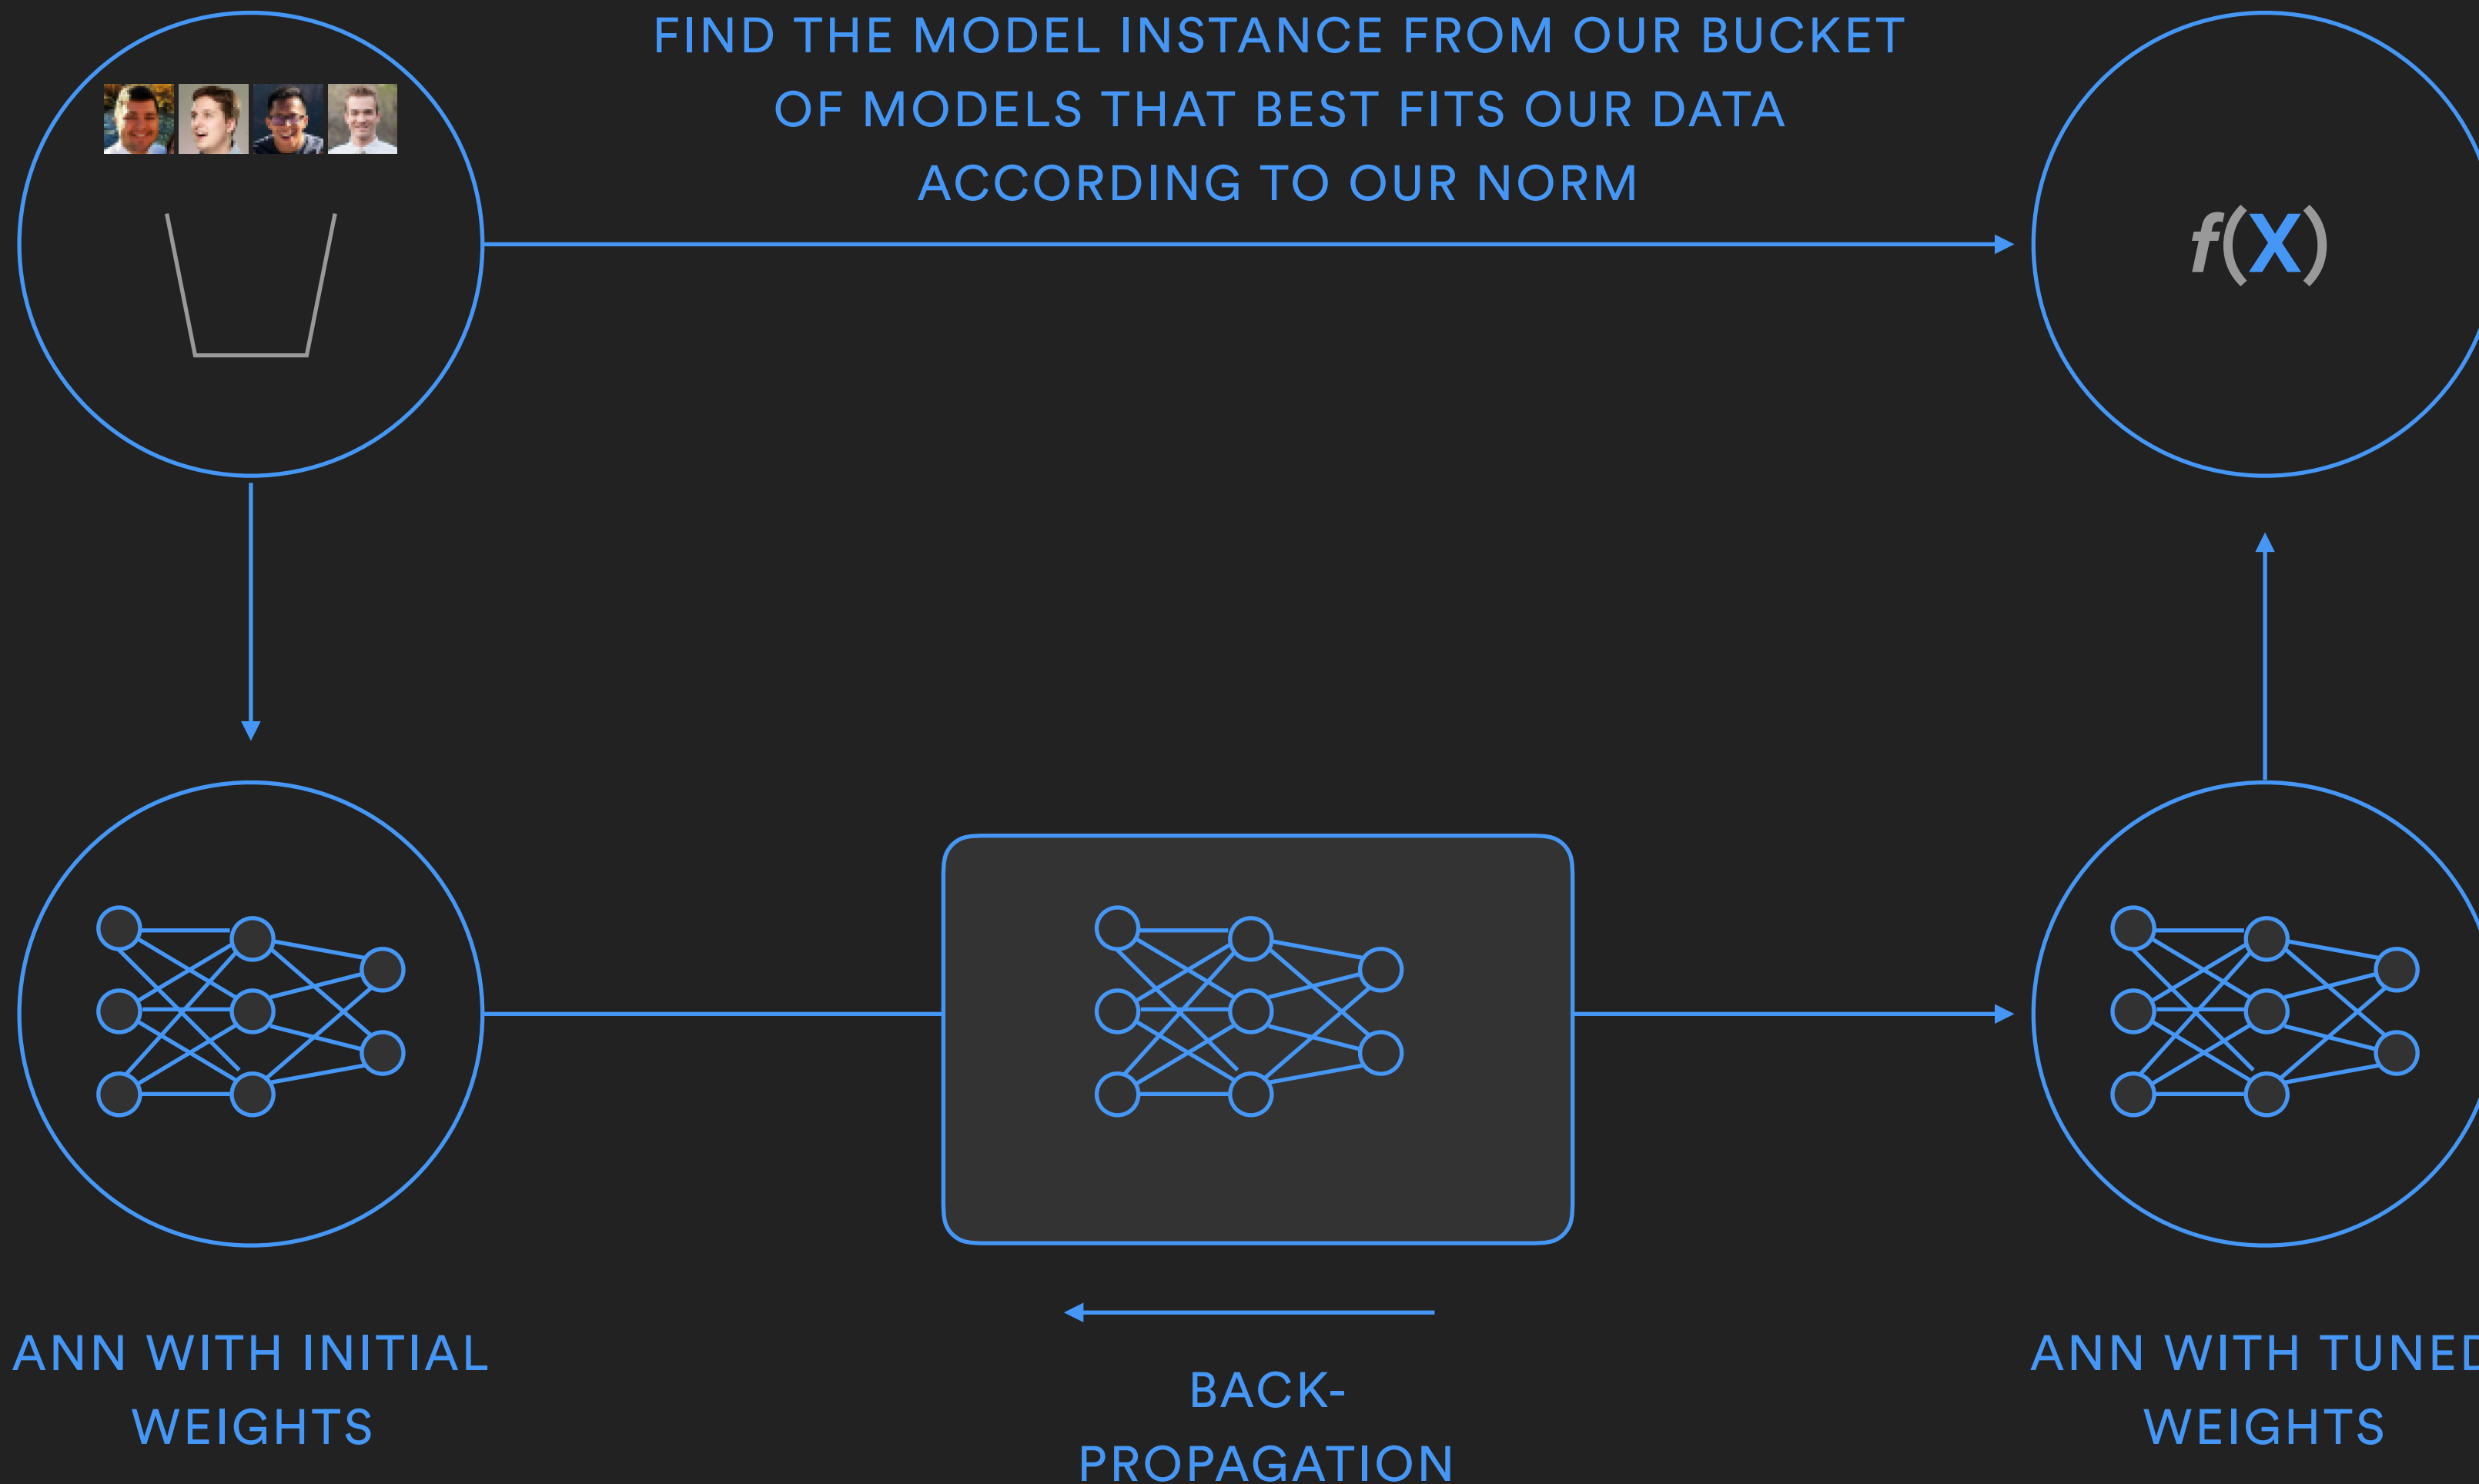 FIND THE MODEL INSTANCE FROM OUR BUCKET
OF MODELS THAT BEST FITS OUR DATA
ACCORDING TO OUR NORM
f(X)
ANN WITH INITIAL
WEIGHTS
BACK-
PROPAGATION
ANN WITH TUNED
WEIGHTS